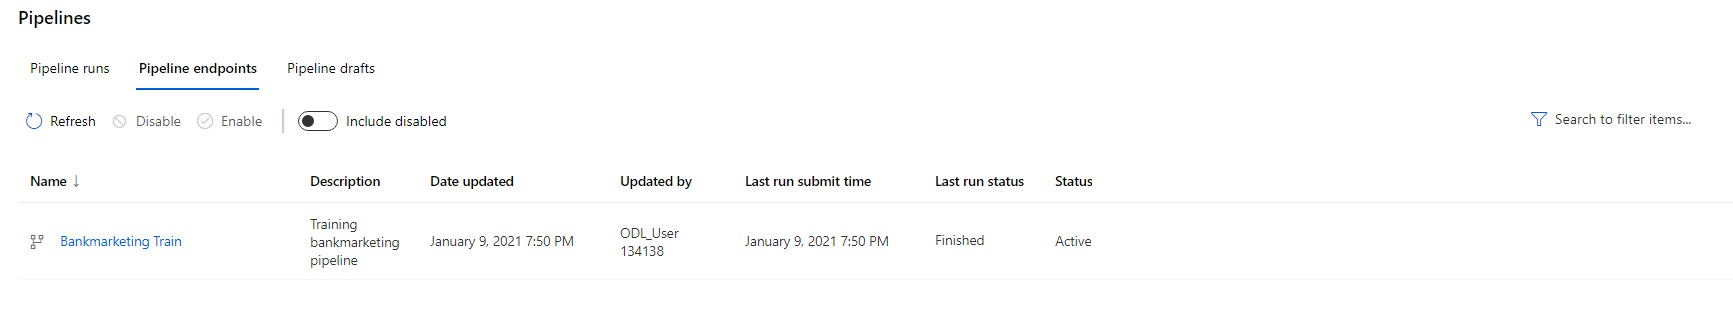 Pipelines
Pipeline runs Pipeline endpoints Pipeline drafts
Refresh Disable Enable Include disabled Search to filter items...
Name ↓ Description Date updated Updated by Last run submit time Last run status Status
Bankmarketing Train Training bankmarketing pipeline January 9, 2021 7:50 PM ODL_User 134138 January 9, 2021 7:50 PM Finished Active